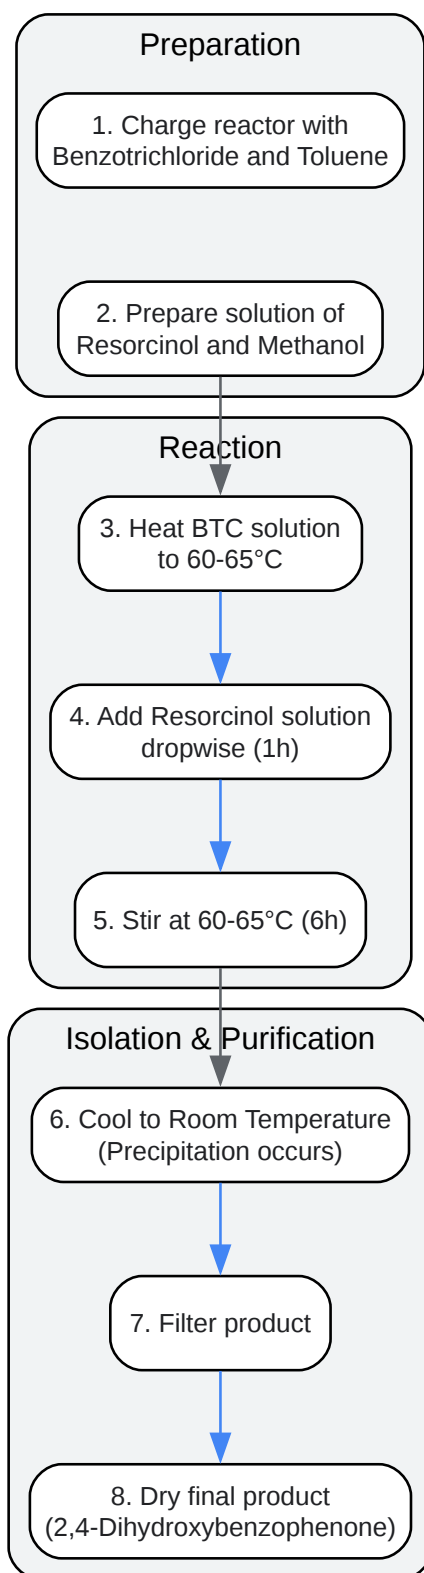 Preparation
1. Charge reactor with
Benzotrichloride and Toluene
2. Prepare solution of
Resorcinol and Methanol
Reaction
3. Heat BTC solution
to 60-65°C
4. Add Resorcinol solution
dropwise (1h)
5. Stir at 60-65°C (6h)
Isolation & Purification
6. Cool to Room Temperature
(Precipitation occurs)
7. Filter product
8. Dry final product
(2,4-Dihydroxybenzophenone)